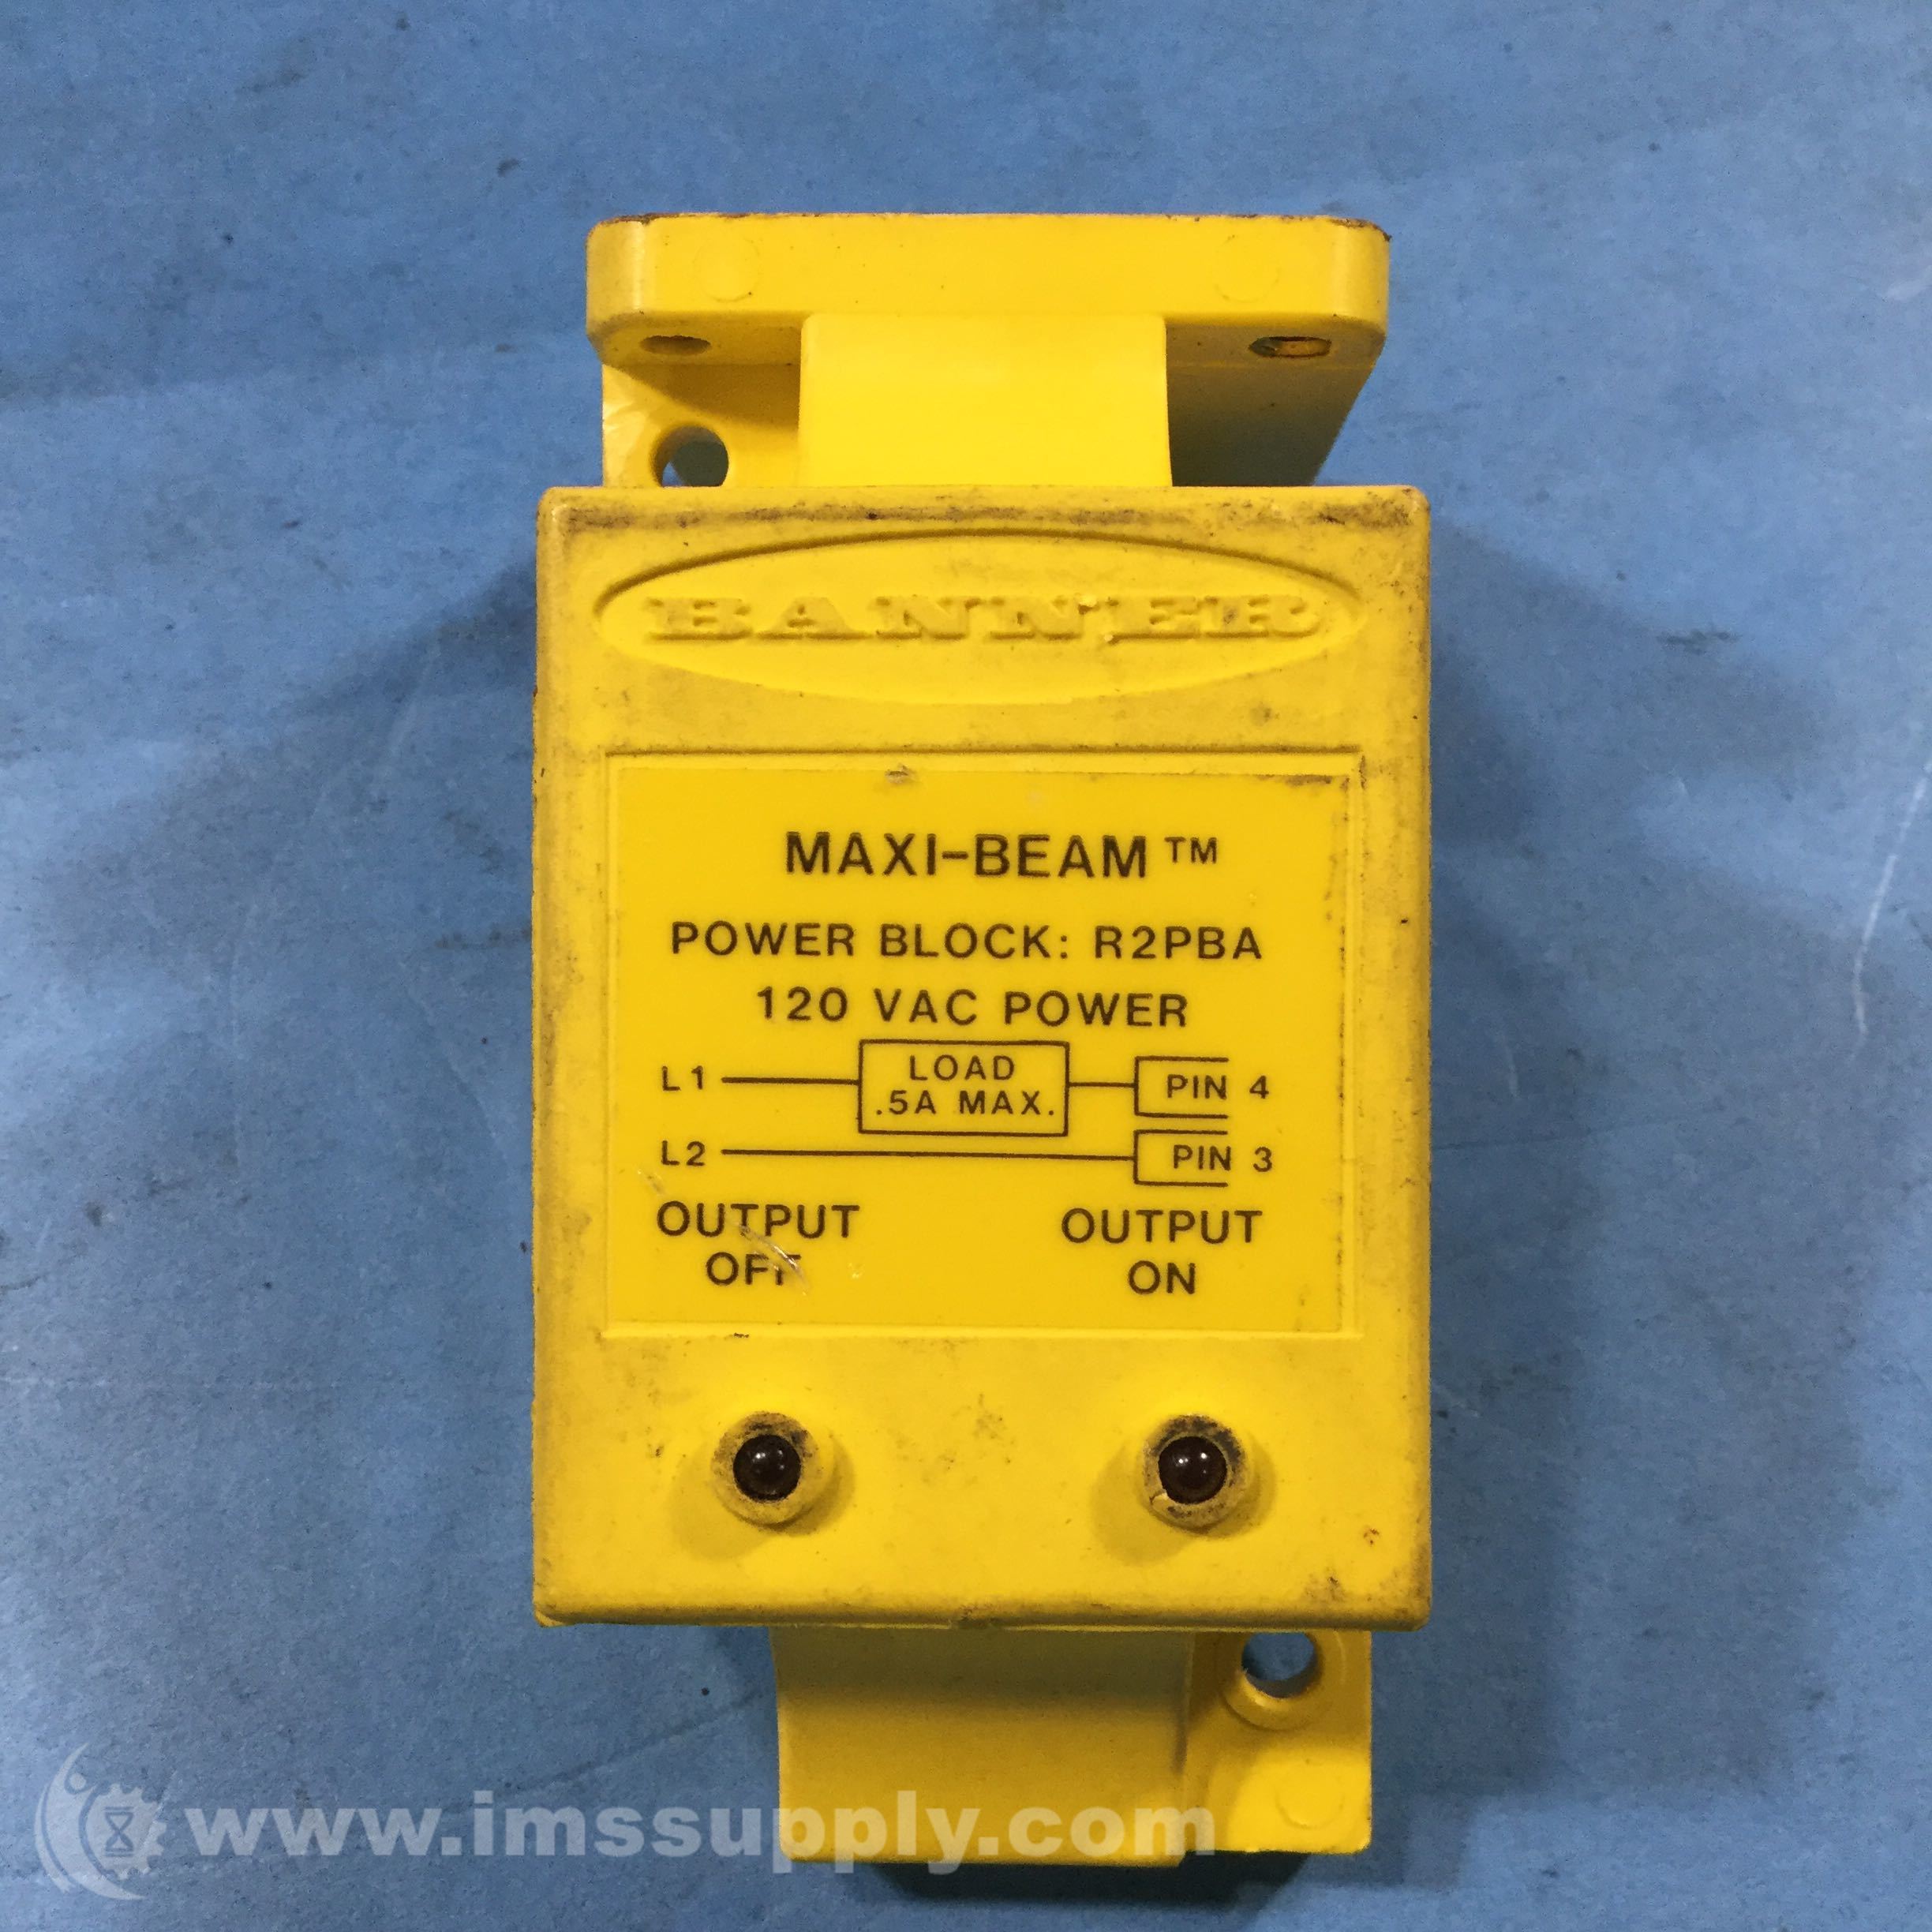 BANNER
MAXI-BEAM™
POWER BLOCK: R2PBA
120 VAC POWER
L1 LOAD .5A MAX. PIN 4
L2 PIN 3
OUTPUT OFF
OUTPUT ON
www.imssupply.com